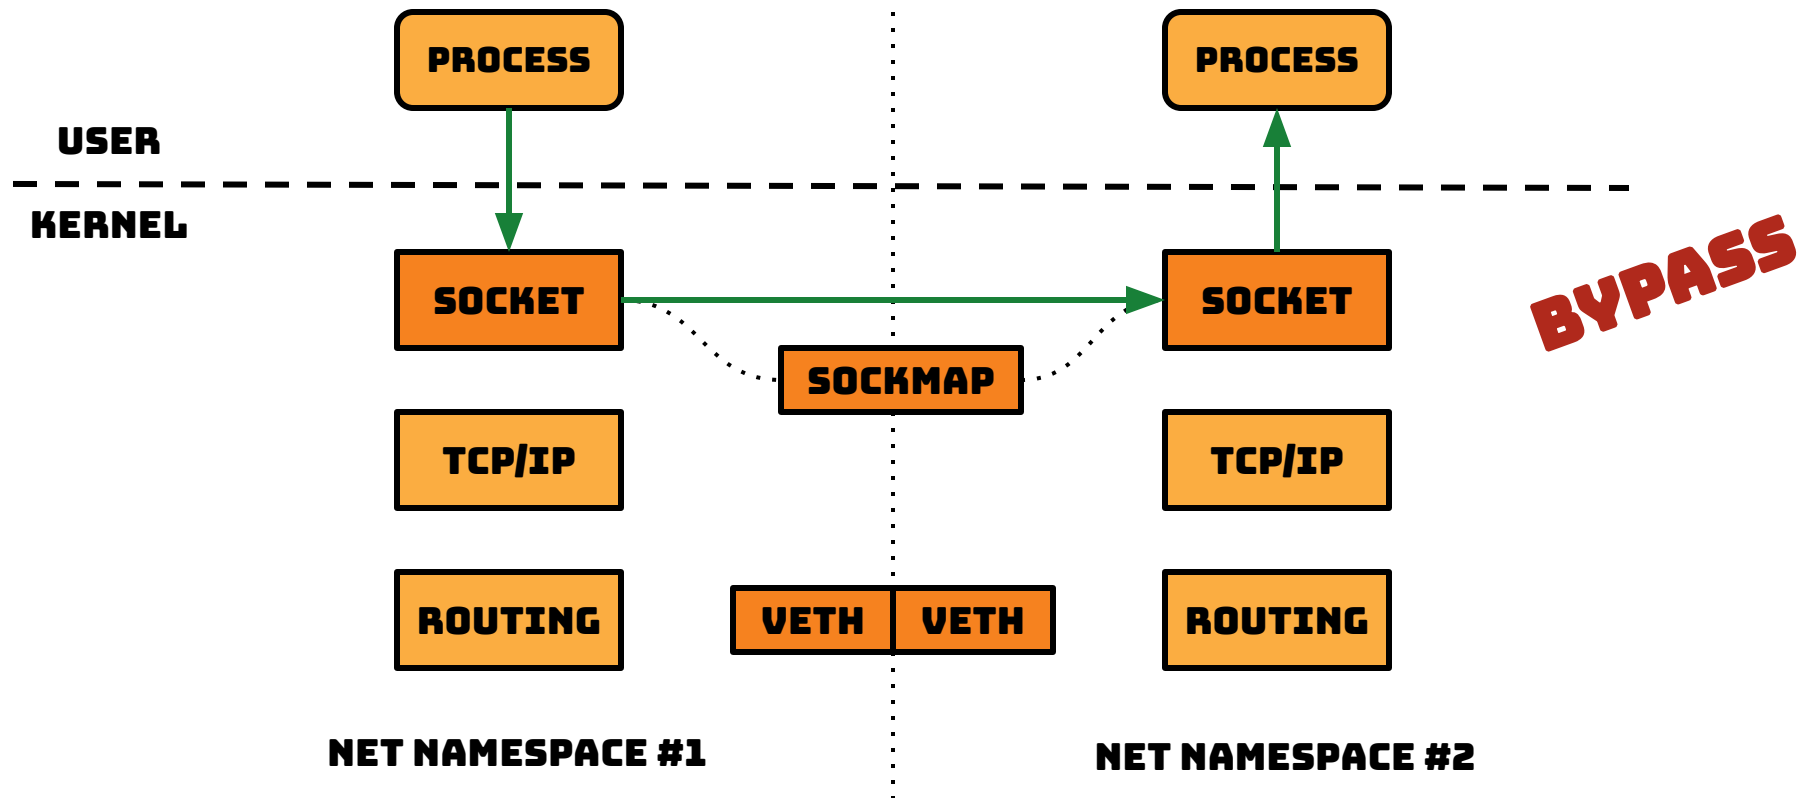 PROCESS
PROCESS
USER
KERNEL
BYPASS
SOCKET
SOCKET
SOCKMAP
TCP/IP
TCP/IP
ROUTING
VETH
VETH
ROUTING
NET NAMESPACE #1
NET NAMESPACE #2